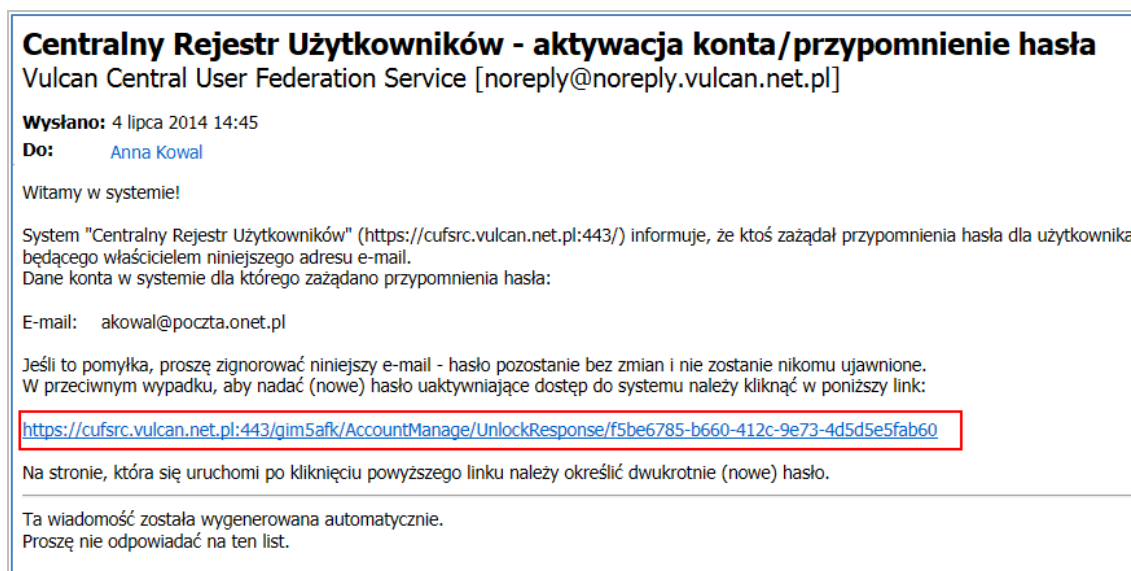 Centralny Rejestr Użytkowników - aktywacja konta/przypomnienie hasła
Vulcan Central User Federation Service [noreply@noreply.vulcan.net.pl]
Wysłano: 4 lipca 2014 14:45
Do: Anna Kowal
Witamy w systemie!
System "Centralny Rejestr Użytkowników" (https://cufsrc.vulcan.net.pl:443/) informuje, że ktoś zażądał przypomnienia hasła dla użytkownika
będącego właścicielem niniejszego adresu e-mail.
Dane konta w systemie dla którego zażądano przypomnienia hasła:
E-mail: akowal@poczta.onet.pl
Jeśli to pomyłka, proszę zignorować niniejszy e-mail - hasło pozostanie bez zmian i nie zostanie nikomu ujawnione.
W przeciwnym wypadku, aby nadać (nowe) hasło uaktywniające dostęp do systemu należy kliknąć w poniższy link:
https://cufsrc.vulcan.net.pl:443/gim5afk/AccountManage/UnlockResponse/f5be6785-b660-412c-9e73-4d5d5e5fab60
Na stronie, która się uruchomi po kliknięciu powyższego linku należy określić dwukrotnie (nowe) hasło.
Ta wiadomość została wygenerowana automatycznie.
Proszę nie odpowiadać na ten list.